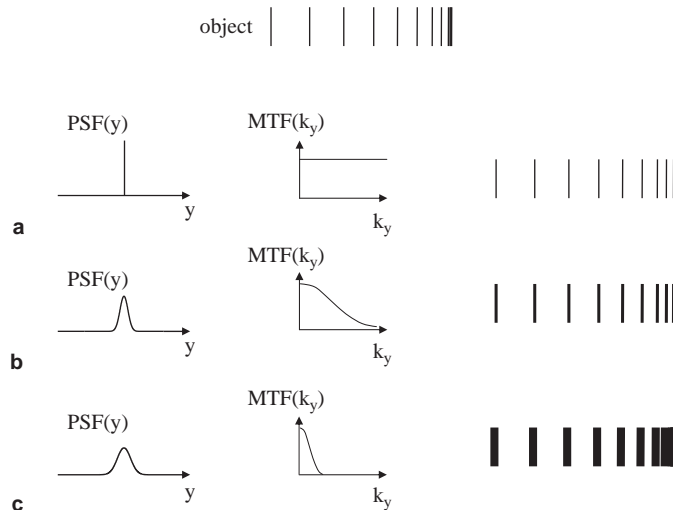 object
PSF(y)
MTF(k_y)
y
k_y
a
PSF(y)
MTF(k_y)
y
k_y
b
PSF(y)
MTF(k_y)
y
k_y
c